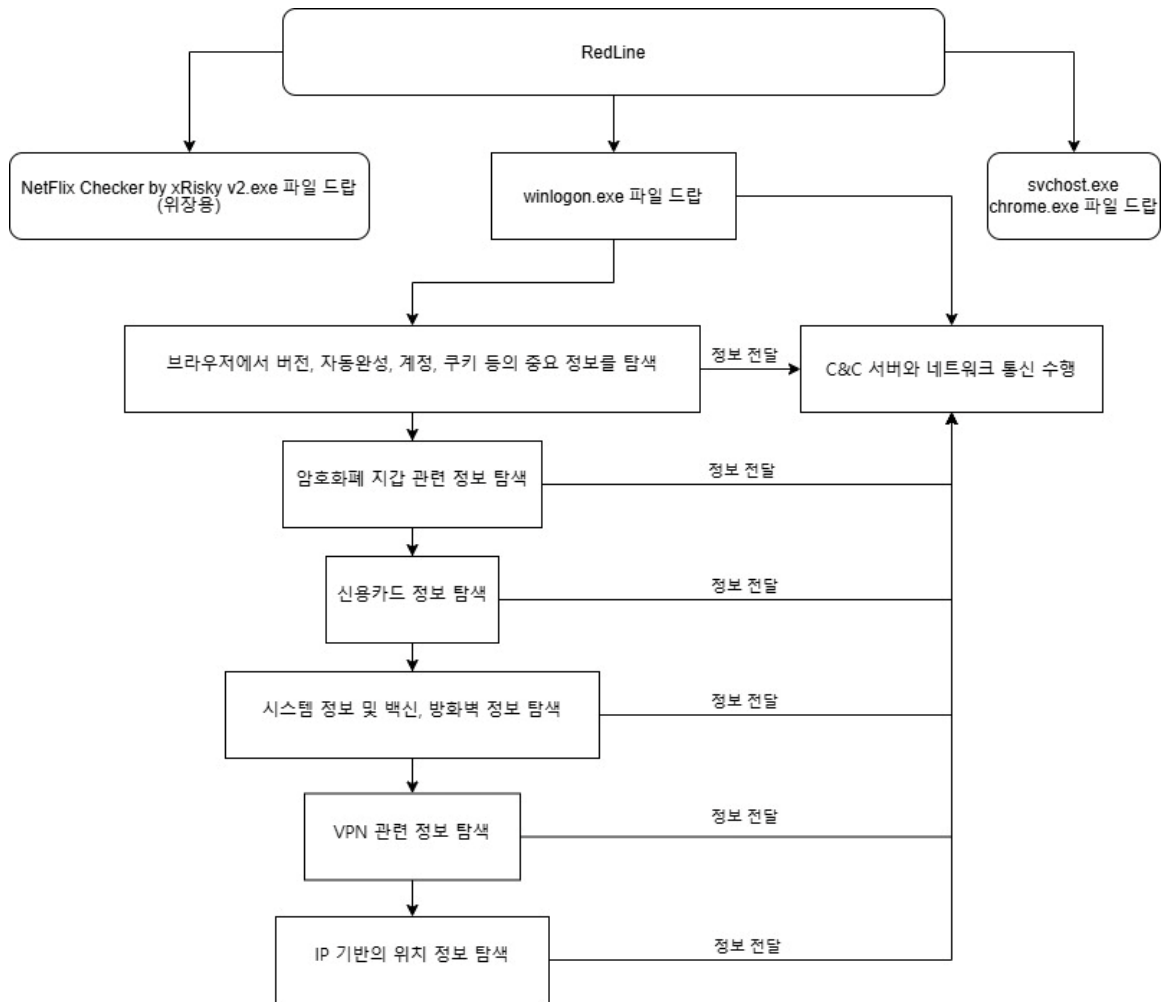 RedLine
NetFlix Checker by xRisky v2.exe 파일 드랍
(위장용)
winlogon.exe 파일 드랍
svchost.exe
chrome.exe 파일 드랍
브라우저에서 버전, 자동완성, 계정, 쿠키 등의 중요 정보를 탐색
정보 전달
C&C 서버와 네트워크 통신 수행
암호화폐 지갑 관련 정보 탐색
정보 전달
신용카드 정보 탐색
정보 전달
시스템 정보 및 백신, 방화벽 정보 탐색
정보 전달
VPN 관련 정보 탐색
정보 전달
IP 기반의 위치 정보 탐색
정보 전달